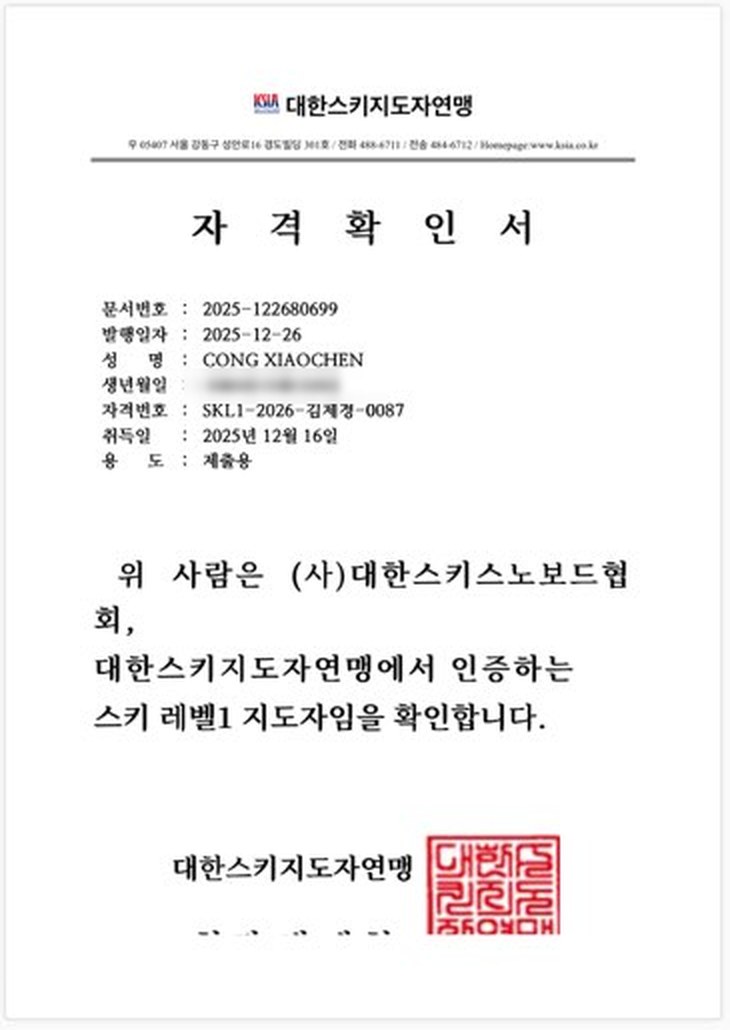 KSIA 대한스키지도자연맹
우 05407 서울 강동구 성안로16 경도빌딩 301호 / 전화 488-6711 / 전송 484-6712 / Homepage:www.ksia.co.kr
자 격 확 인 서
문서번호 : 2025-122680699
발행일자 : 2025-12-26
성 명 : CONG XIAOCHEN
생년월일 :
자격번호 : SKL1-2026-김제경-0087
취득일 : 2025년 12월 16일
용 도 : 제출용
위 사람은 (사)대한스키스노보드협
회,
대한스키지도자연맹에서 인증하는
스키 레벨1 지도자임을 확인합니다.
대한스키지도자연맹